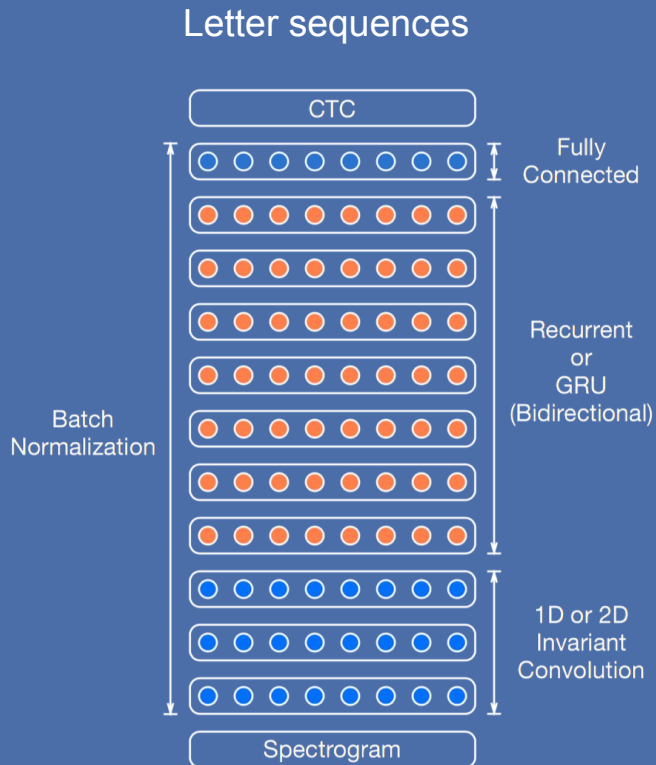 Letter sequences
CTC
Fully
Connected
Recurrent
or
GRU
(Bidirectional)
Batch
Normalization
1D or 2D
Invariant
Convolution
Spectrogram